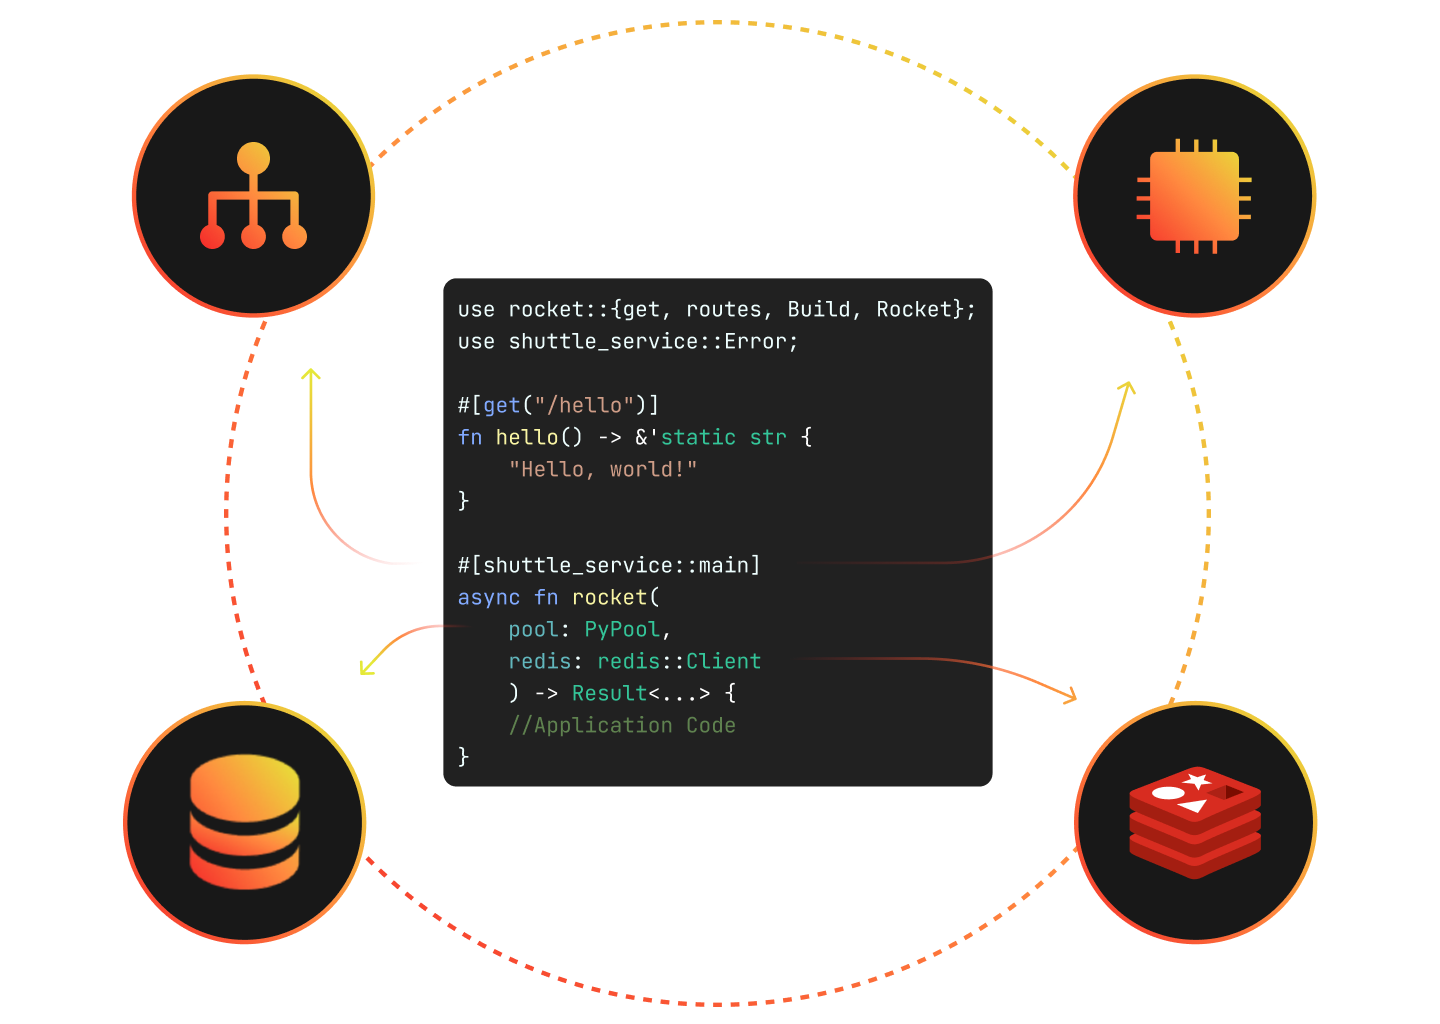 use rocket::{get, routes, Build, Rocket};
use shuttle_service::Error;
#[get("/hello")]
fn hello() -> &'static str {
    "Hello, world!"
}
#[shuttle_service::main]
async fn rocket(
    pool: PyPool,
    redis: redis::Client
    ) -> Result<...> {
    //Application Code
}